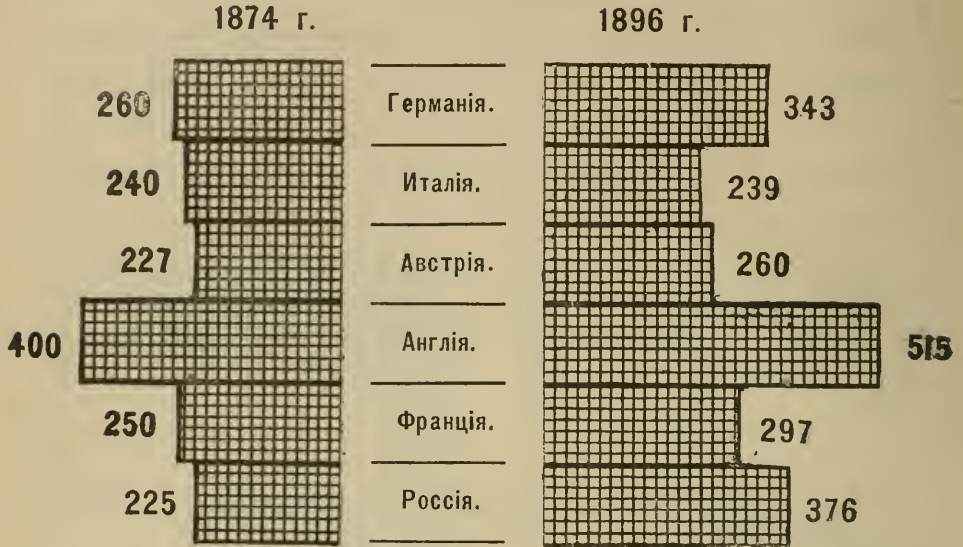 1874 г. 1896 г.
260 Германія. 343
240 Италія. 239
227 Австрія. 260
400 Англія. 515
250 Франція. 297
225 Россія. 376